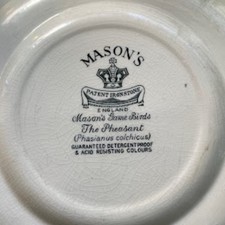 MASON'S
PATENT IRONSTONE
ENGLAND
Mason's Game Birds
The Pheasant
(Phasianus colchicus)
GUARANTEED DETERGENT PROOF
& ACID RESISTING COLOURS